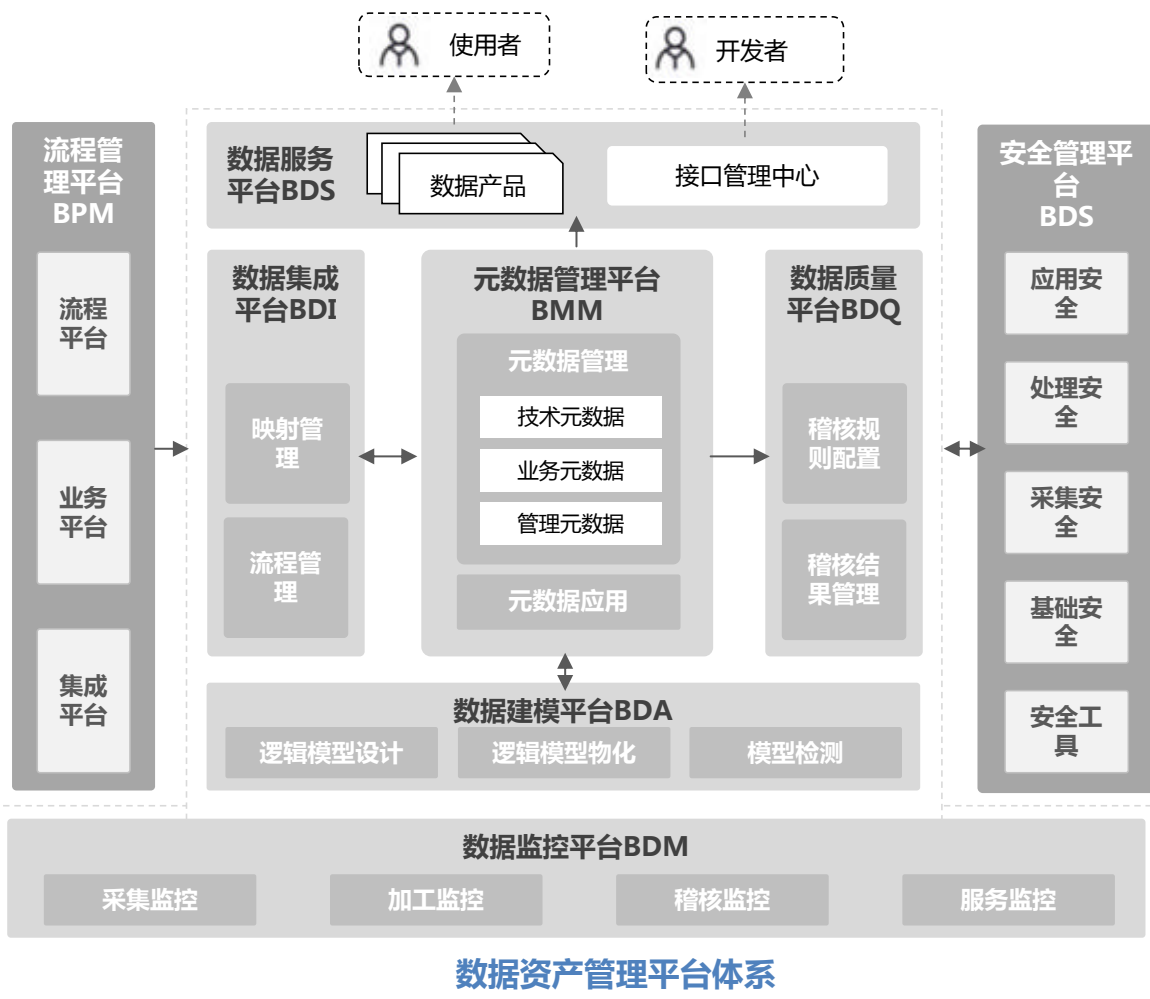 使用者
开发者
流程管
理平台
BPM
流程
平台
业务
平台
集成
平台
数据服务
平台BDS
数据产品
接口管理中心
数据集成
平台BDI
映射管
理
流程管
理
元数据管理平台
BMM
元数据管理
技术元数据
业务元数据
管理元数据
元数据应用
数据质量
平台BDQ
稽核规
则配置
稽核结
果管理
数据建模平台BDA
逻辑模型设计
逻辑模型物化
模型检测
安全管理平
台
BDS
应用安
全
处理安
全
采集安
全
基础安
全
安全工
具
数据监控平台BDM
采集监控
加工监控
稽核监控
服务监控
数据资产管理平台体系